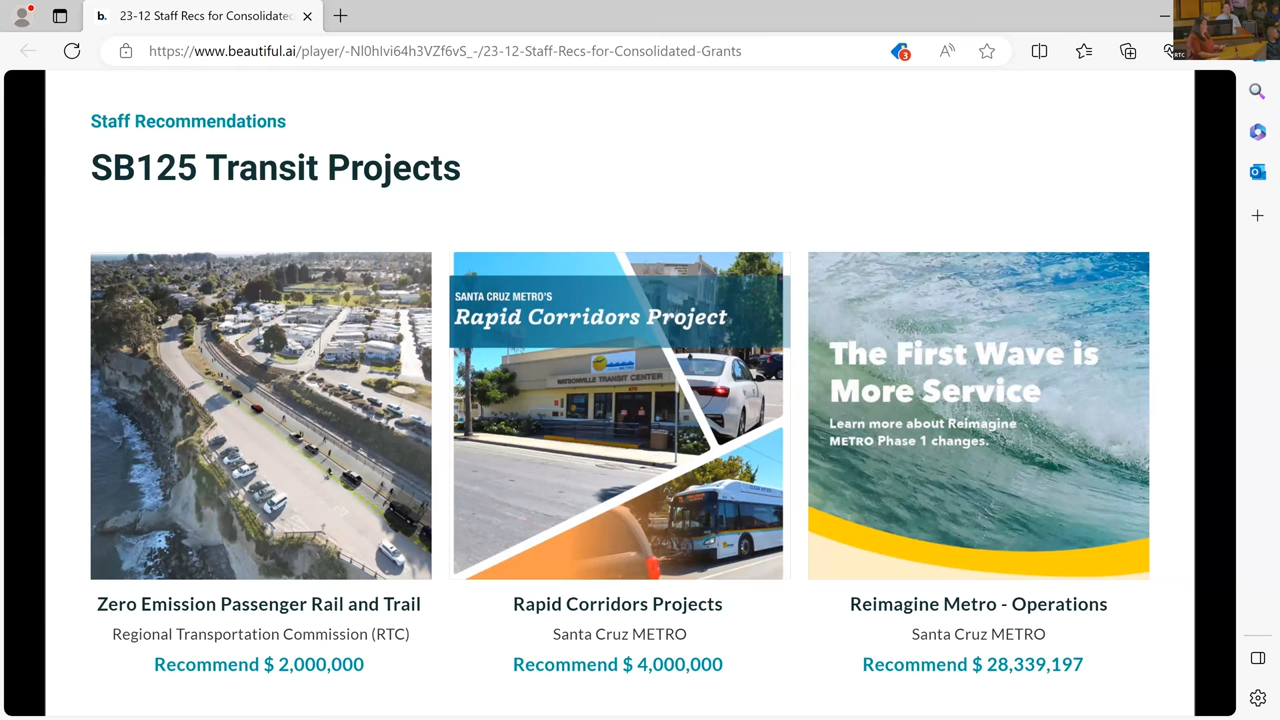 b. 23-12 Staff Recs for Consolidated
https://www.beautiful.ai/player/-Nl0hIvi64h3VZf6vS_-/23-12-Staff-Recs-for-Consolidated-Grants
3
RTC
Staff Recommendations
SB125 Transit Projects
SANTA CRUZ METRO'S
Rapid Corridors Project
WATSONVILLE TRANSIT CENTER
The First Wave is
More Service
Learn more about Reimagine
METRO Phase 1 changes.
Zero Emission Passenger Rail and Trail
Regional Transportation Commission (RTC)
Recommend $ 2,000,000
Rapid Corridors Projects
Santa Cruz METRO
Recommend $ 4,000,000
Reimagine Metro - Operations
Santa Cruz METRO
Recommend $ 28,339,197